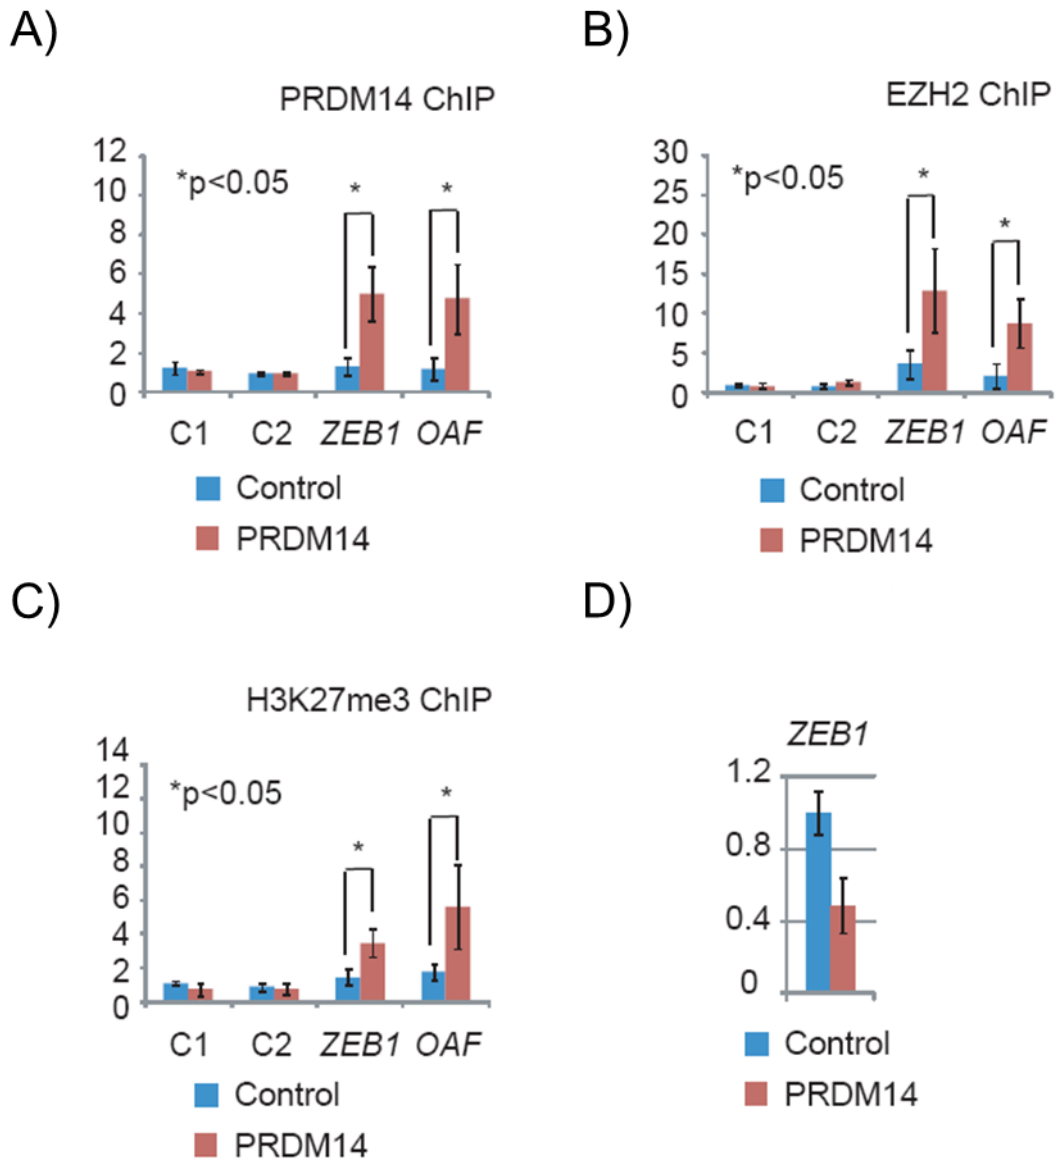 A)
PRDM14 ChIP
12
10
8
6
4
2
0
*p<0.05
*
*
C1 C2 ZEB1 OAF
Control
PRDM14
B)
EZH2 ChIP
30
25
20
15
10
5
0
*p<0.05
*
*
C1 C2 ZEB1 OAF
Control
PRDM14
C)
H3K27me3 ChIP
14
12
10
8
6
4
2
0
*p<0.05
*
*
C1 C2 ZEB1 OAF
Control
PRDM14
D)
ZEB1
1.2
0.8
0.4
0
Control
PRDM14